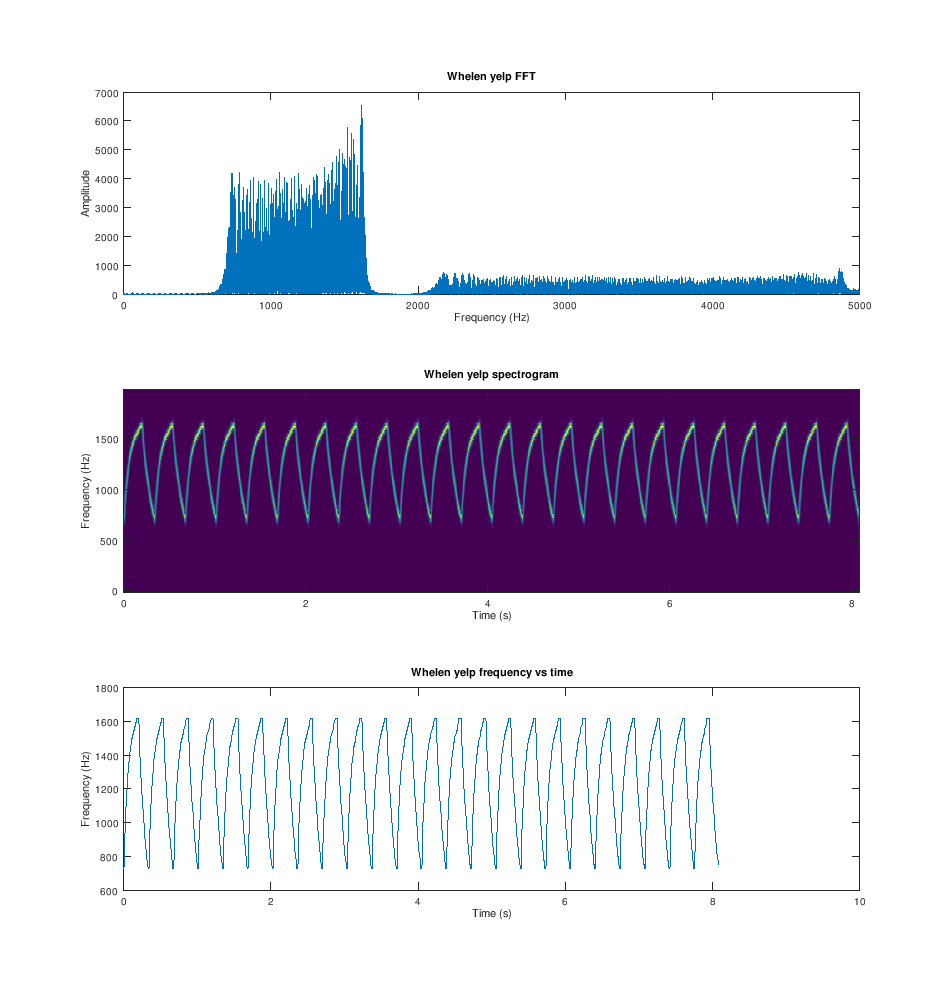 Whelen yelp FFT
7000
6000
5000
4000
3000
2000
1000
0
Amplitude
0 1000 2000 3000 4000 5000
Frequency (Hz)
Whelen yelp spectrogram
1500
1000
500
0
Frequency (Hz)
0 2 4 6 8
Time (s)
Whelen yelp frequency vs time
1800
1600
1400
1200
1000
800
600
Frequency (Hz)
0 2 4 6 8 10
Time (s)